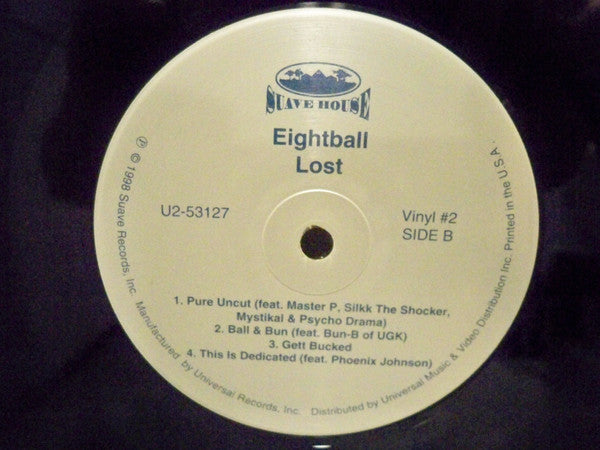 SUAVE HOUSE
Eightball
Lost
U2-53127
Vinyl #2
SIDE B
1. Pure Uncut (feat. Master P, Silkk The Shocker,
Mystikal & Psycho Drama)
2. Ball & Bun (feat. Bun-B of UGK)
3. Gett Bucked
4. This Is Dedicated (feat. Phoenix Johnson)
℗ © 1998 Suave Records, Inc. Manufactured by Universal Records, Inc. Distributed by Universal Music & Video Distribution Inc. Printed in the U.S.A.